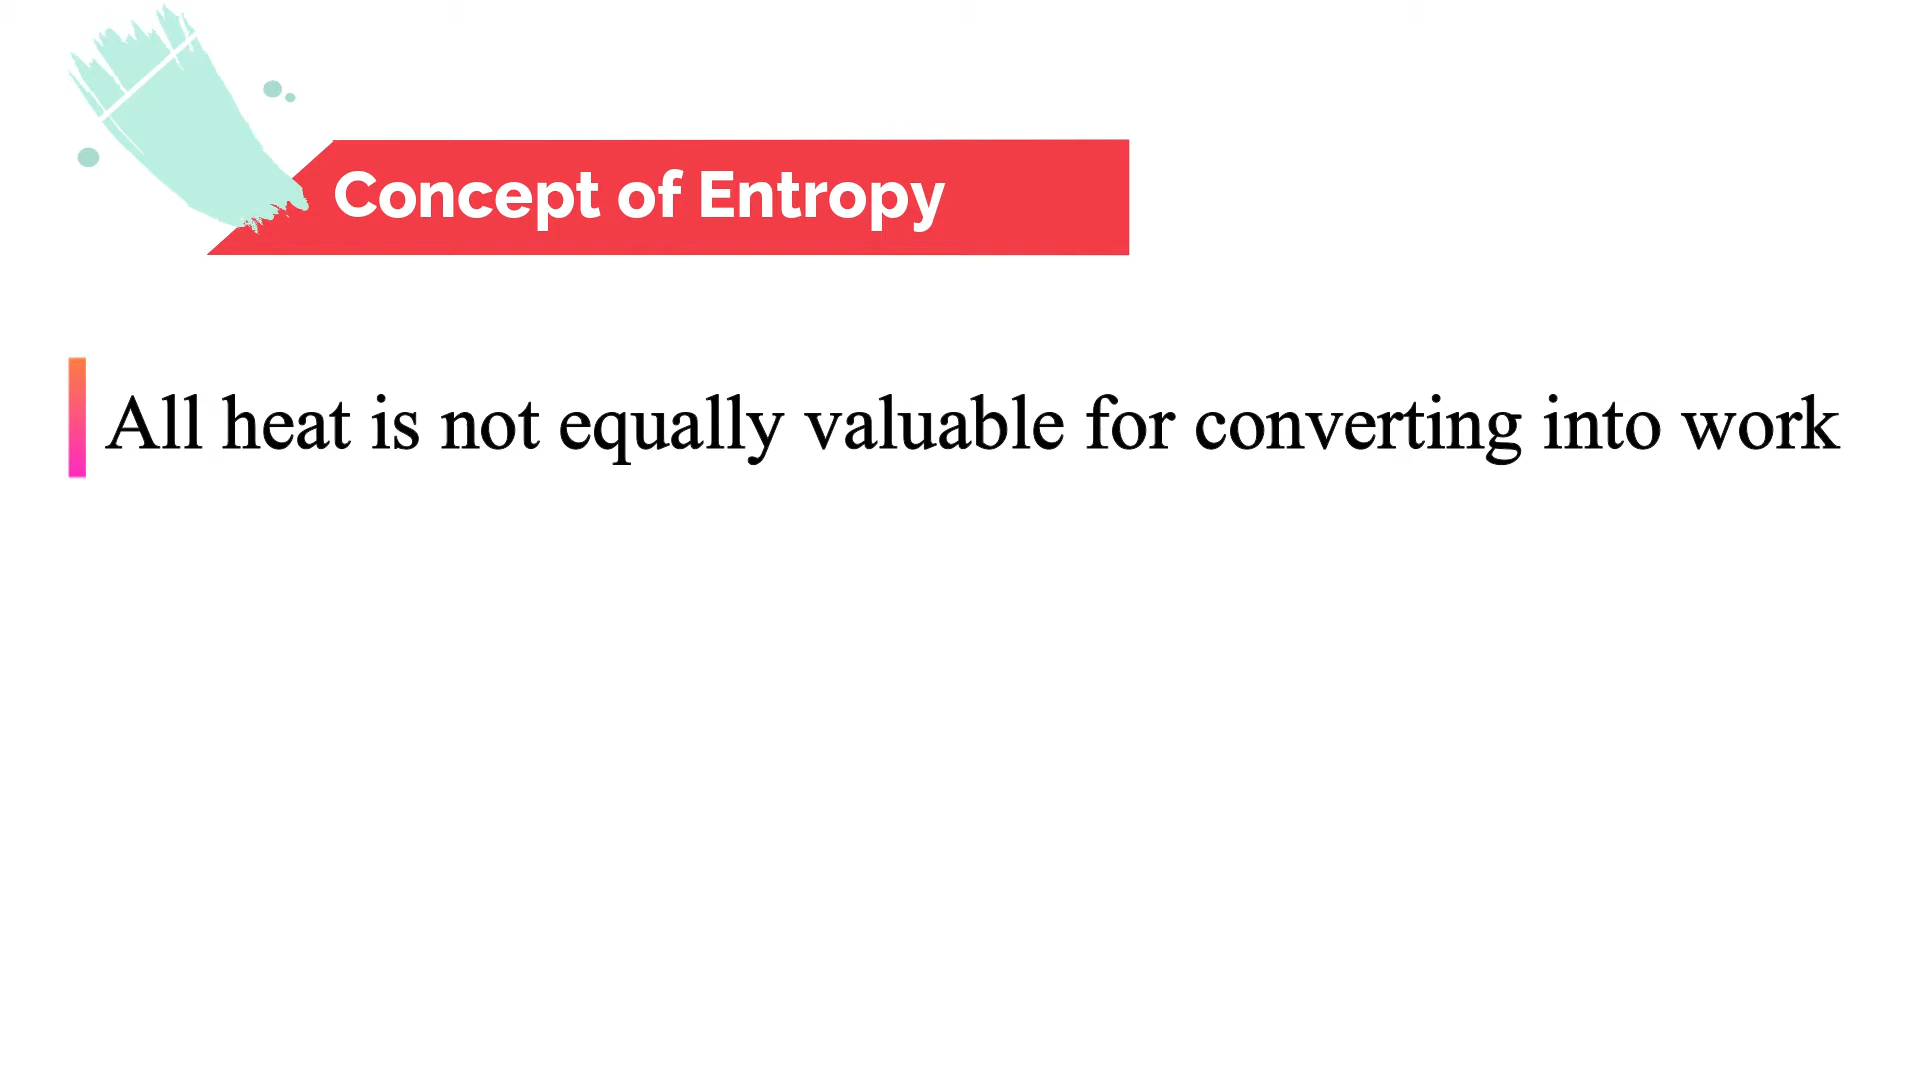 Concept of Entropy
All heat is not equally valuable for converting into work